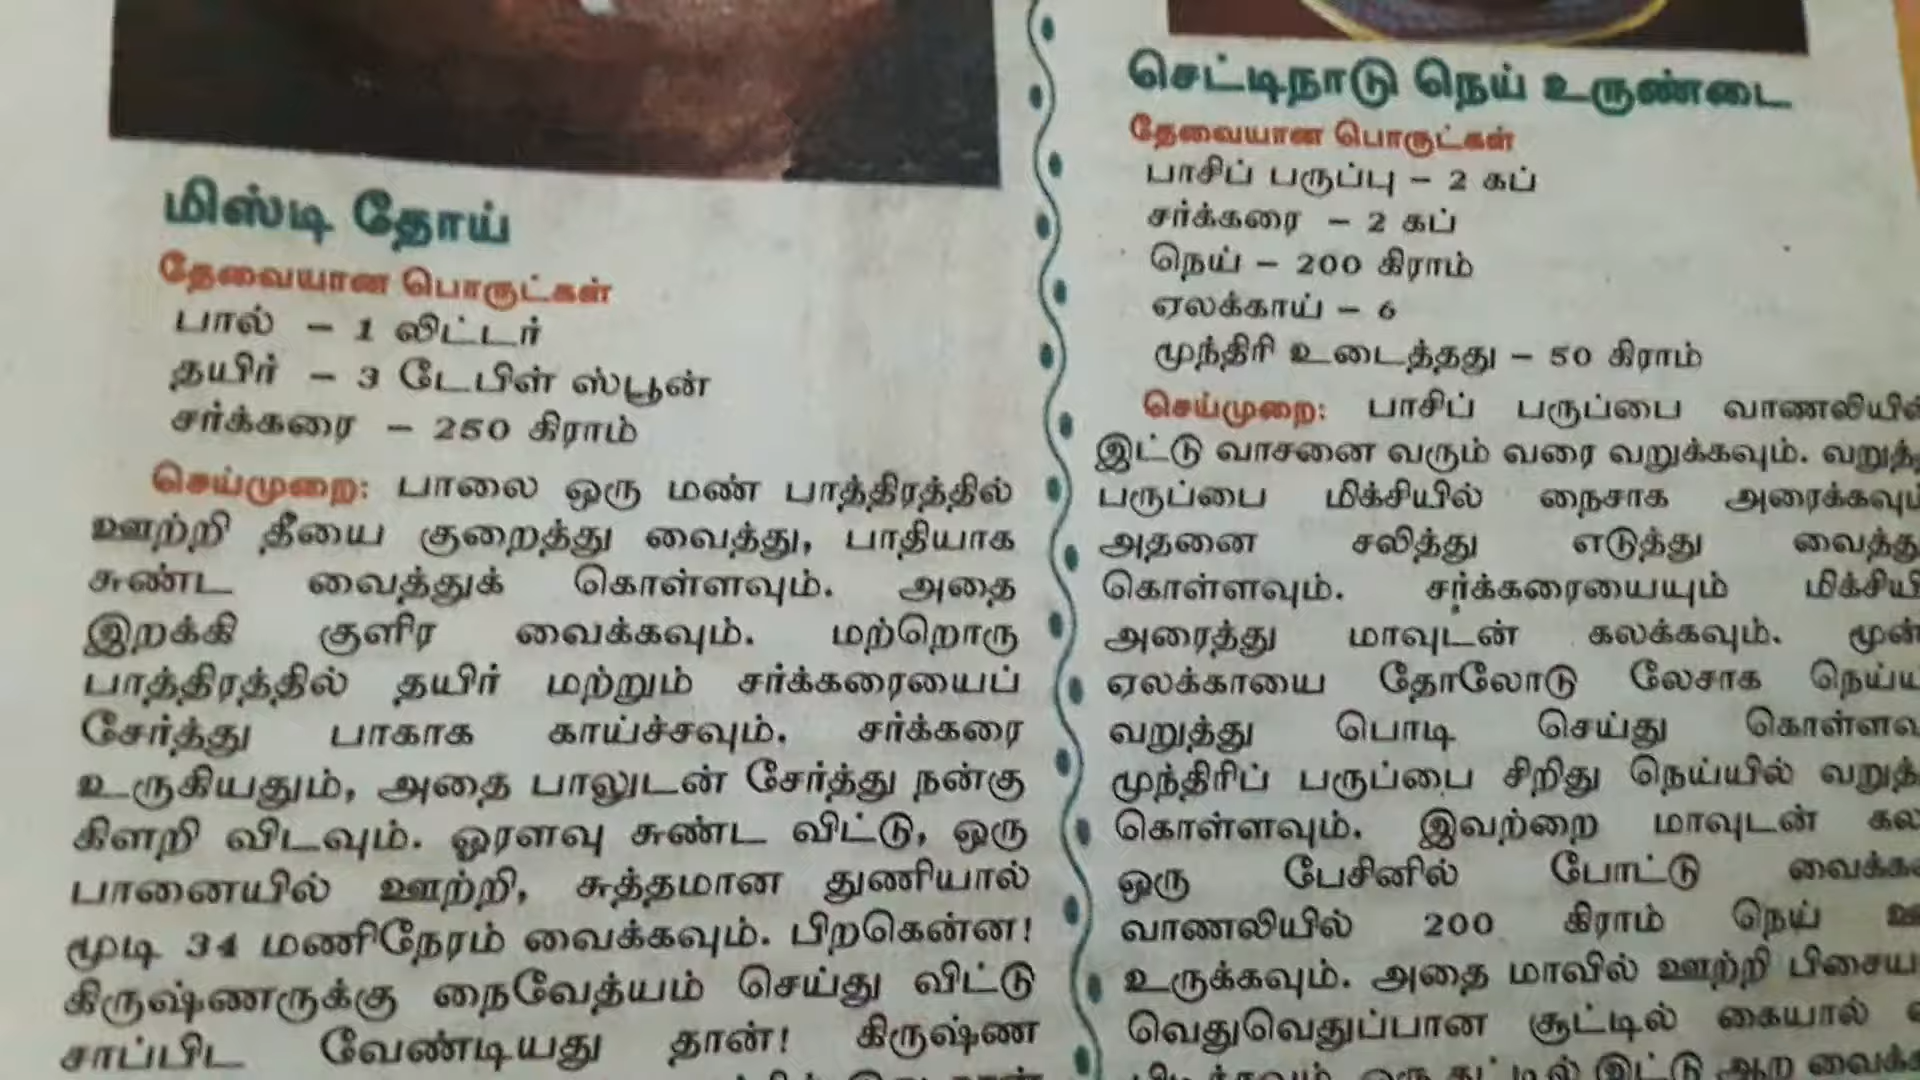 மிஸ்டி தோய்
தேவையான பொருட்கள்
பால் – 1 லிட்டர்
தயிர் – 3 டேபிள் ஸ்பூன்
சர்க்கரை – 250 கிராம்
செய்முறை: பாலை ஒரு மண் பாத்திரத்தில்
ஊற்றி தீயை குறைத்து வைத்து, பாதியாக
சுண்ட வைத்துக் கொள்ளவும். அதை
இறக்கி குளிர வைக்கவும். மற்றொரு
பாத்திரத்தில் தயிர் மற்றும் சர்க்கரையைப்
சேர்த்து பாகாக காய்ச்சவும். சர்க்கரை
உருகியதும், அதை பாலுடன் சேர்த்து நன்கு
கிளறி விடவும். ஓரளவு சுண்ட விட்டு, ஒரு
பானையில் ஊற்றி, சுத்தமான துணியால்
மூடி 34 மணிநேரம் வைக்கவும். பிறகென்ன!
கிருஷ்ணருக்கு நைவேத்யம் செய்து விட்டு
சாப்பிட வேண்டியது தான்! கிருஷ்ண
செட்டிநாடு நெய் உருண்டை
தேவையான பொருட்கள்
பாசிப் பருப்பு – 2 கப்
சர்க்கரை – 2 கப்
நெய் – 200 கிராம்
ஏலக்காய் – 6
முந்திரி உடைத்தது – 50 கிராம்
செய்முறை: பாசிப் பருப்பை
இட்டு வாசனை வரும் வரை வறுக்கவும்.
பருப்பை மிக்சியில் நைசாக
அதனை சலித்து எடுத்து
கொள்ளவும். சர்க்கரையையும்
அரைத்து மாவுடன் கலக்கவும்.
ஏலக்காயை தோலோடு லேசாக
வறுத்து பொடி செய்து
முந்திரிப் பருப்பை சிறிது நெய்யில்
கொள்ளவும். இவற்றை மாவுடன்
ஒரு பேசினில் போட்டு
வாணலியில் 200 கிராம் நெய்
உருக்கவும். அதை மாவில் ஊற்றி
வெதுவெதுப்பான சூட்டில் கையால்